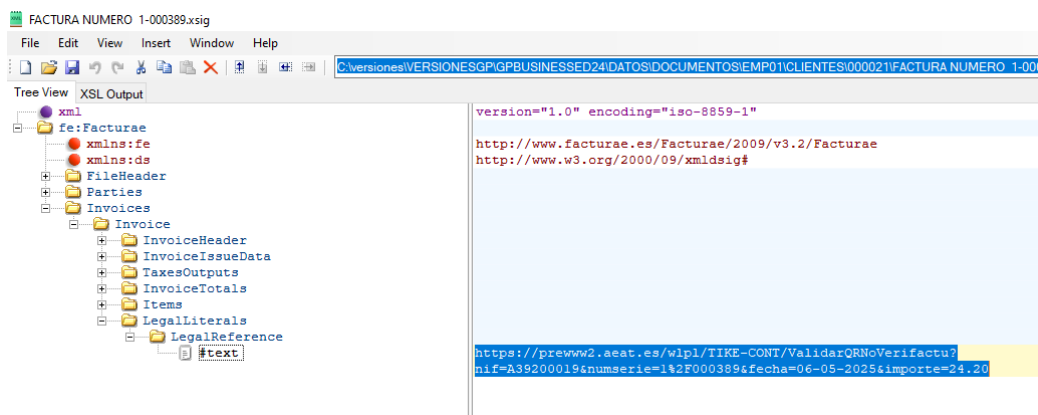 FACTURA NUMERO 1-000389.xsig
File Edit View Insert Window Help
C:\versiones\VERSIONESGP\GPBUSINESSED24\DATOS\DOCUMENTOS\EMP01\CLIENTES\000021\FACTURA NUMERO 1-00
Tree View XSL Output
xml version="1.0" encoding="iso-8859-1"
fe:Facturae
xmlns:fe http://www.facturae.es/Facturae/2009/v3.2/Facturae
xmlns:ds http://www.w3.org/2000/09/xmldsig#
FileHeader
Parties
Invoices
Invoice
InvoiceHeader
InvoiceIssueData
TaxesOutputs
InvoiceTotals
Items
LegalLiterals
LegalReference
#text https://prewww2.aeat.es/wlpl/TIKE-CONT/ValidarQRNoVerifactu?
nif=A39200019&numserie=1%2F000389&fecha=06-05-2025&importe=24.20